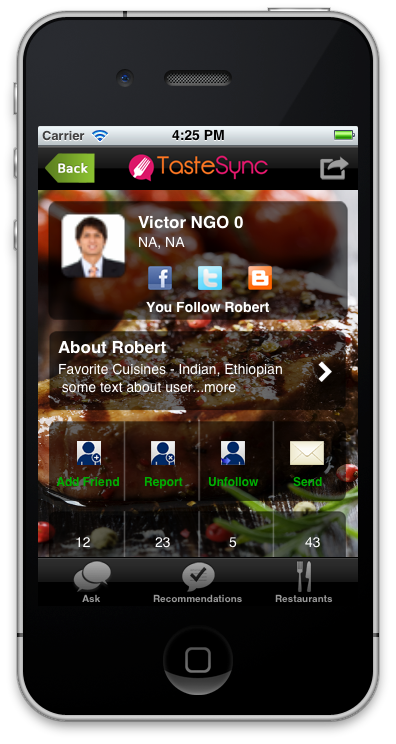 Carrier 4:25 PM
Back TasteSync
Victor NGO 0
NA, NA
You Follow Robert
About Robert
Favorite Cuisines - Indian, Ethiopian
some text about user...more
Add Friend Report Unfollow Send
12 23 5 43
Ask Recommendations Restaurants